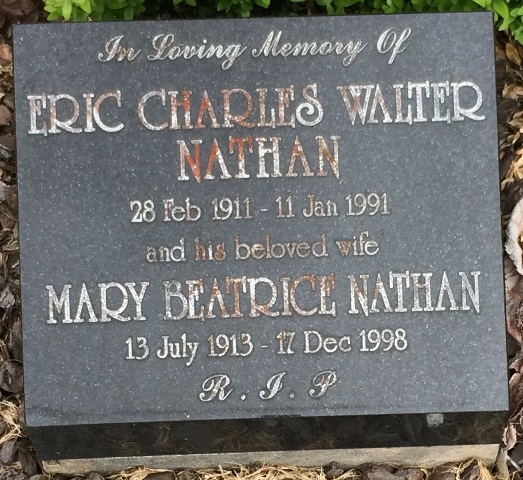 In Loving Memory Of
ERIC CHARLES WALTER
NATHAN
28 Feb 1911 - 11 Jan 1991
and his beloved wife
MARY BEATRICE NATHAN
13 July 1913 - 17 Dec 1998
R . I . P